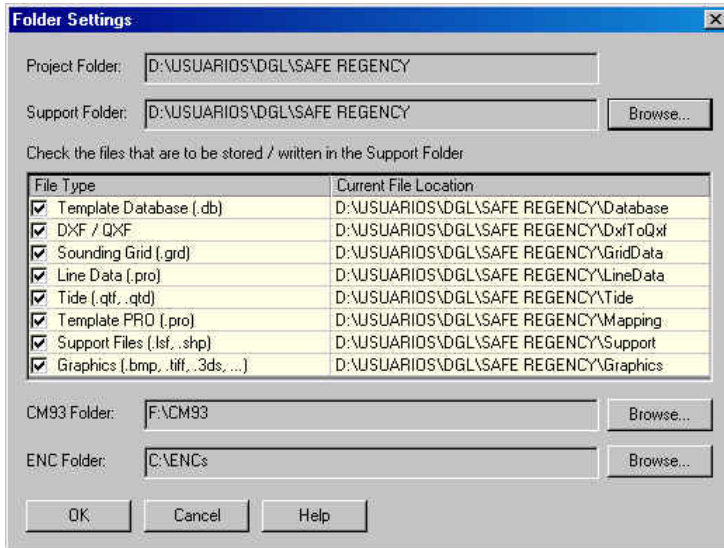 Folder Settings
Project Folder: D:\USUARIOS\DGL\SAFE REGENCY
Support Folder: D:\USUARIOS\DGL\SAFE REGENCY Browse...
Check the files that are to be stored / written in the Support Folder
File Type Current File Location
Template Database (.db) D:\USUARIOS\DGL\SAFE REGENCY\Database
DXF / QXF D:\USUARIOS\DGL\SAFE REGENCY\DxfToQxf
Sounding Grid (.grd) D:\USUARIOS\DGL\SAFE REGENCY\GridData
Line Data (.pro) D:\USUARIOS\DGL\SAFE REGENCY\LineData
Tide (.qtf, .qtd) D:\USUARIOS\DGL\SAFE REGENCY\Tide
Template PRO (.pro) D:\USUARIOS\DGL\SAFE REGENCY\Mapping
Support Files (.lsf, .shp) D:\USUARIOS\DGL\SAFE REGENCY\Support
Graphics (.bmp, .tiff, .3ds, ...) D:\USUARIOS\DGL\SAFE REGENCY\Graphics
CM93 Folder: F:\CM93 Browse...
ENC Folder: C:\ENCs Browse...
OK Cancel Help